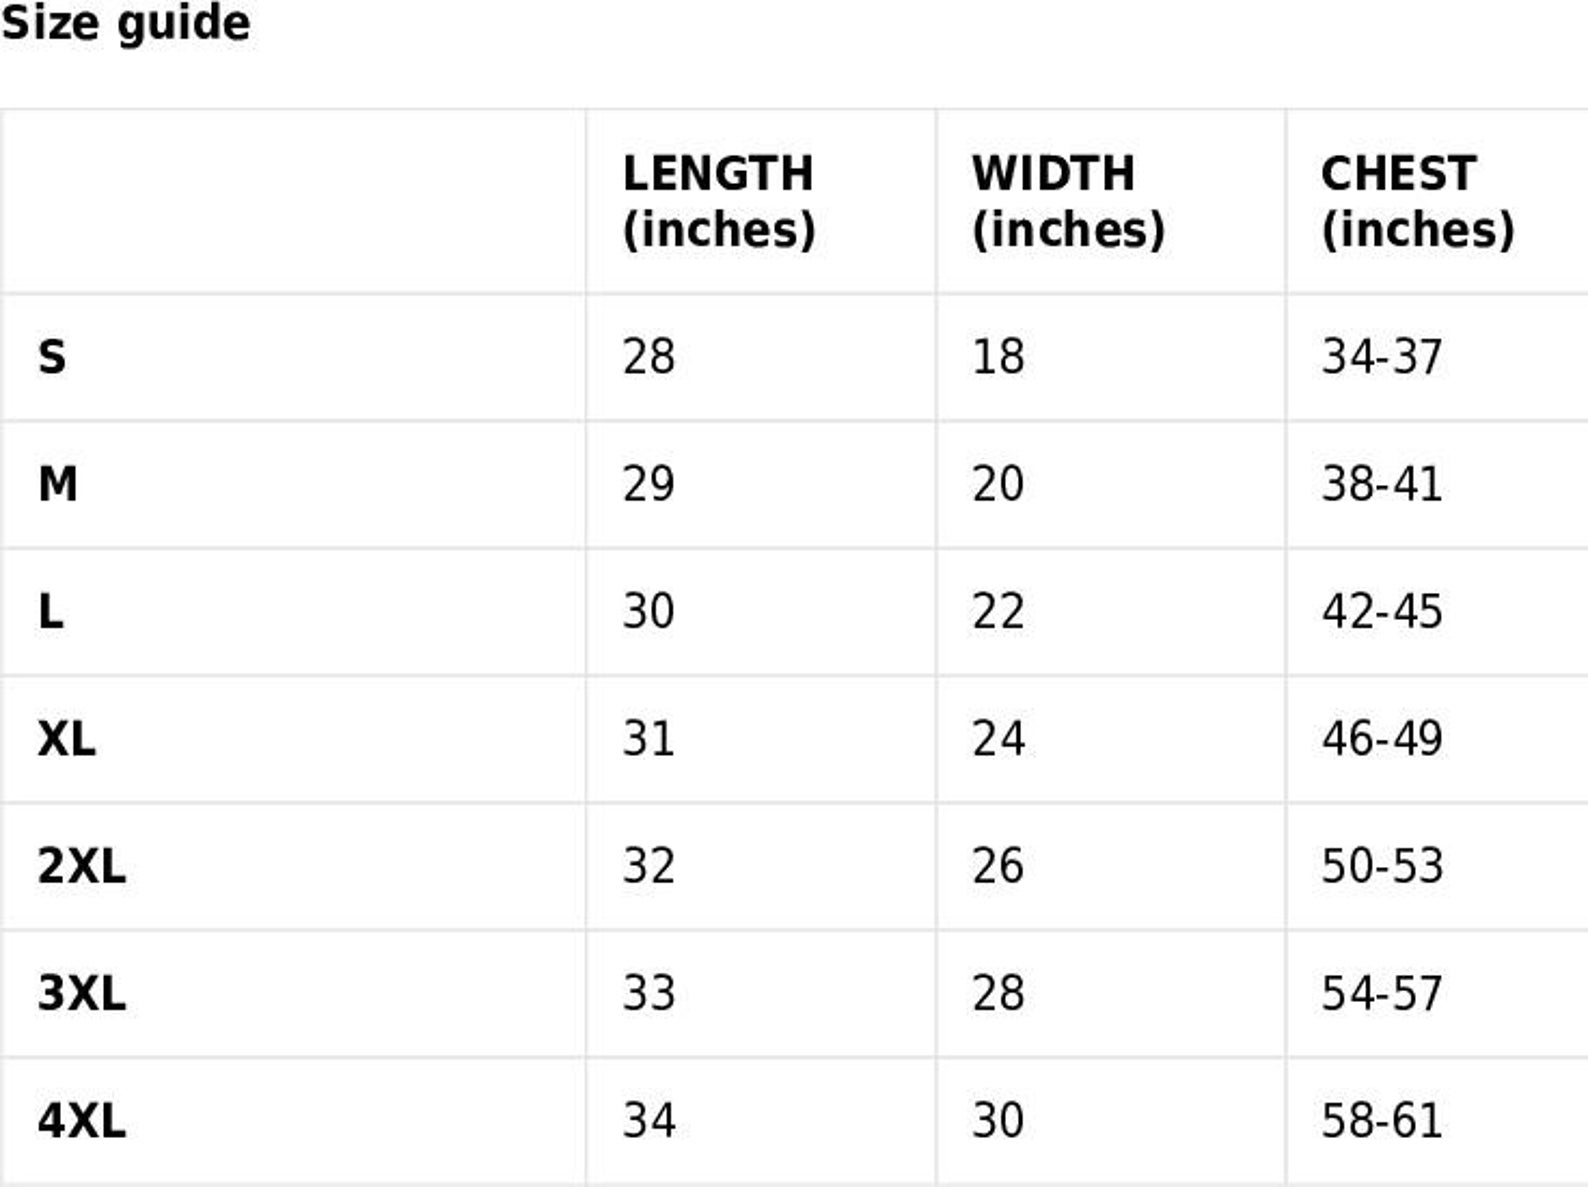 Size guide
LENGTH (inches) WIDTH (inches) CHEST (inches)
S 28 18 34-37
M 29 20 38-41
L 30 22 42-45
XL 31 24 46-49
2XL 32 26 50-53
3XL 33 28 54-57
4XL 34 30 58-61